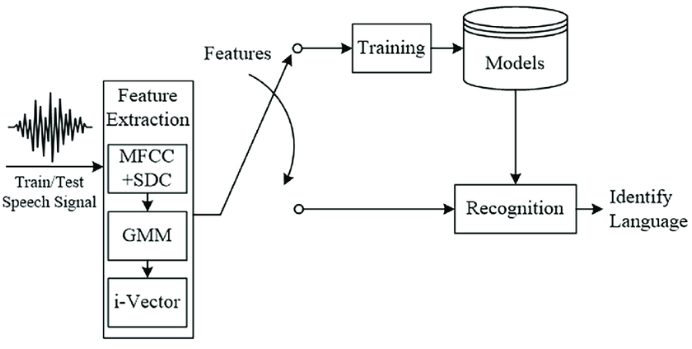 Features
Training
Models
Feature
Extraction
MFCC
+SDC
Train/Test
Speech Signal
GMM
i-Vector
Recognition
Identify
Language